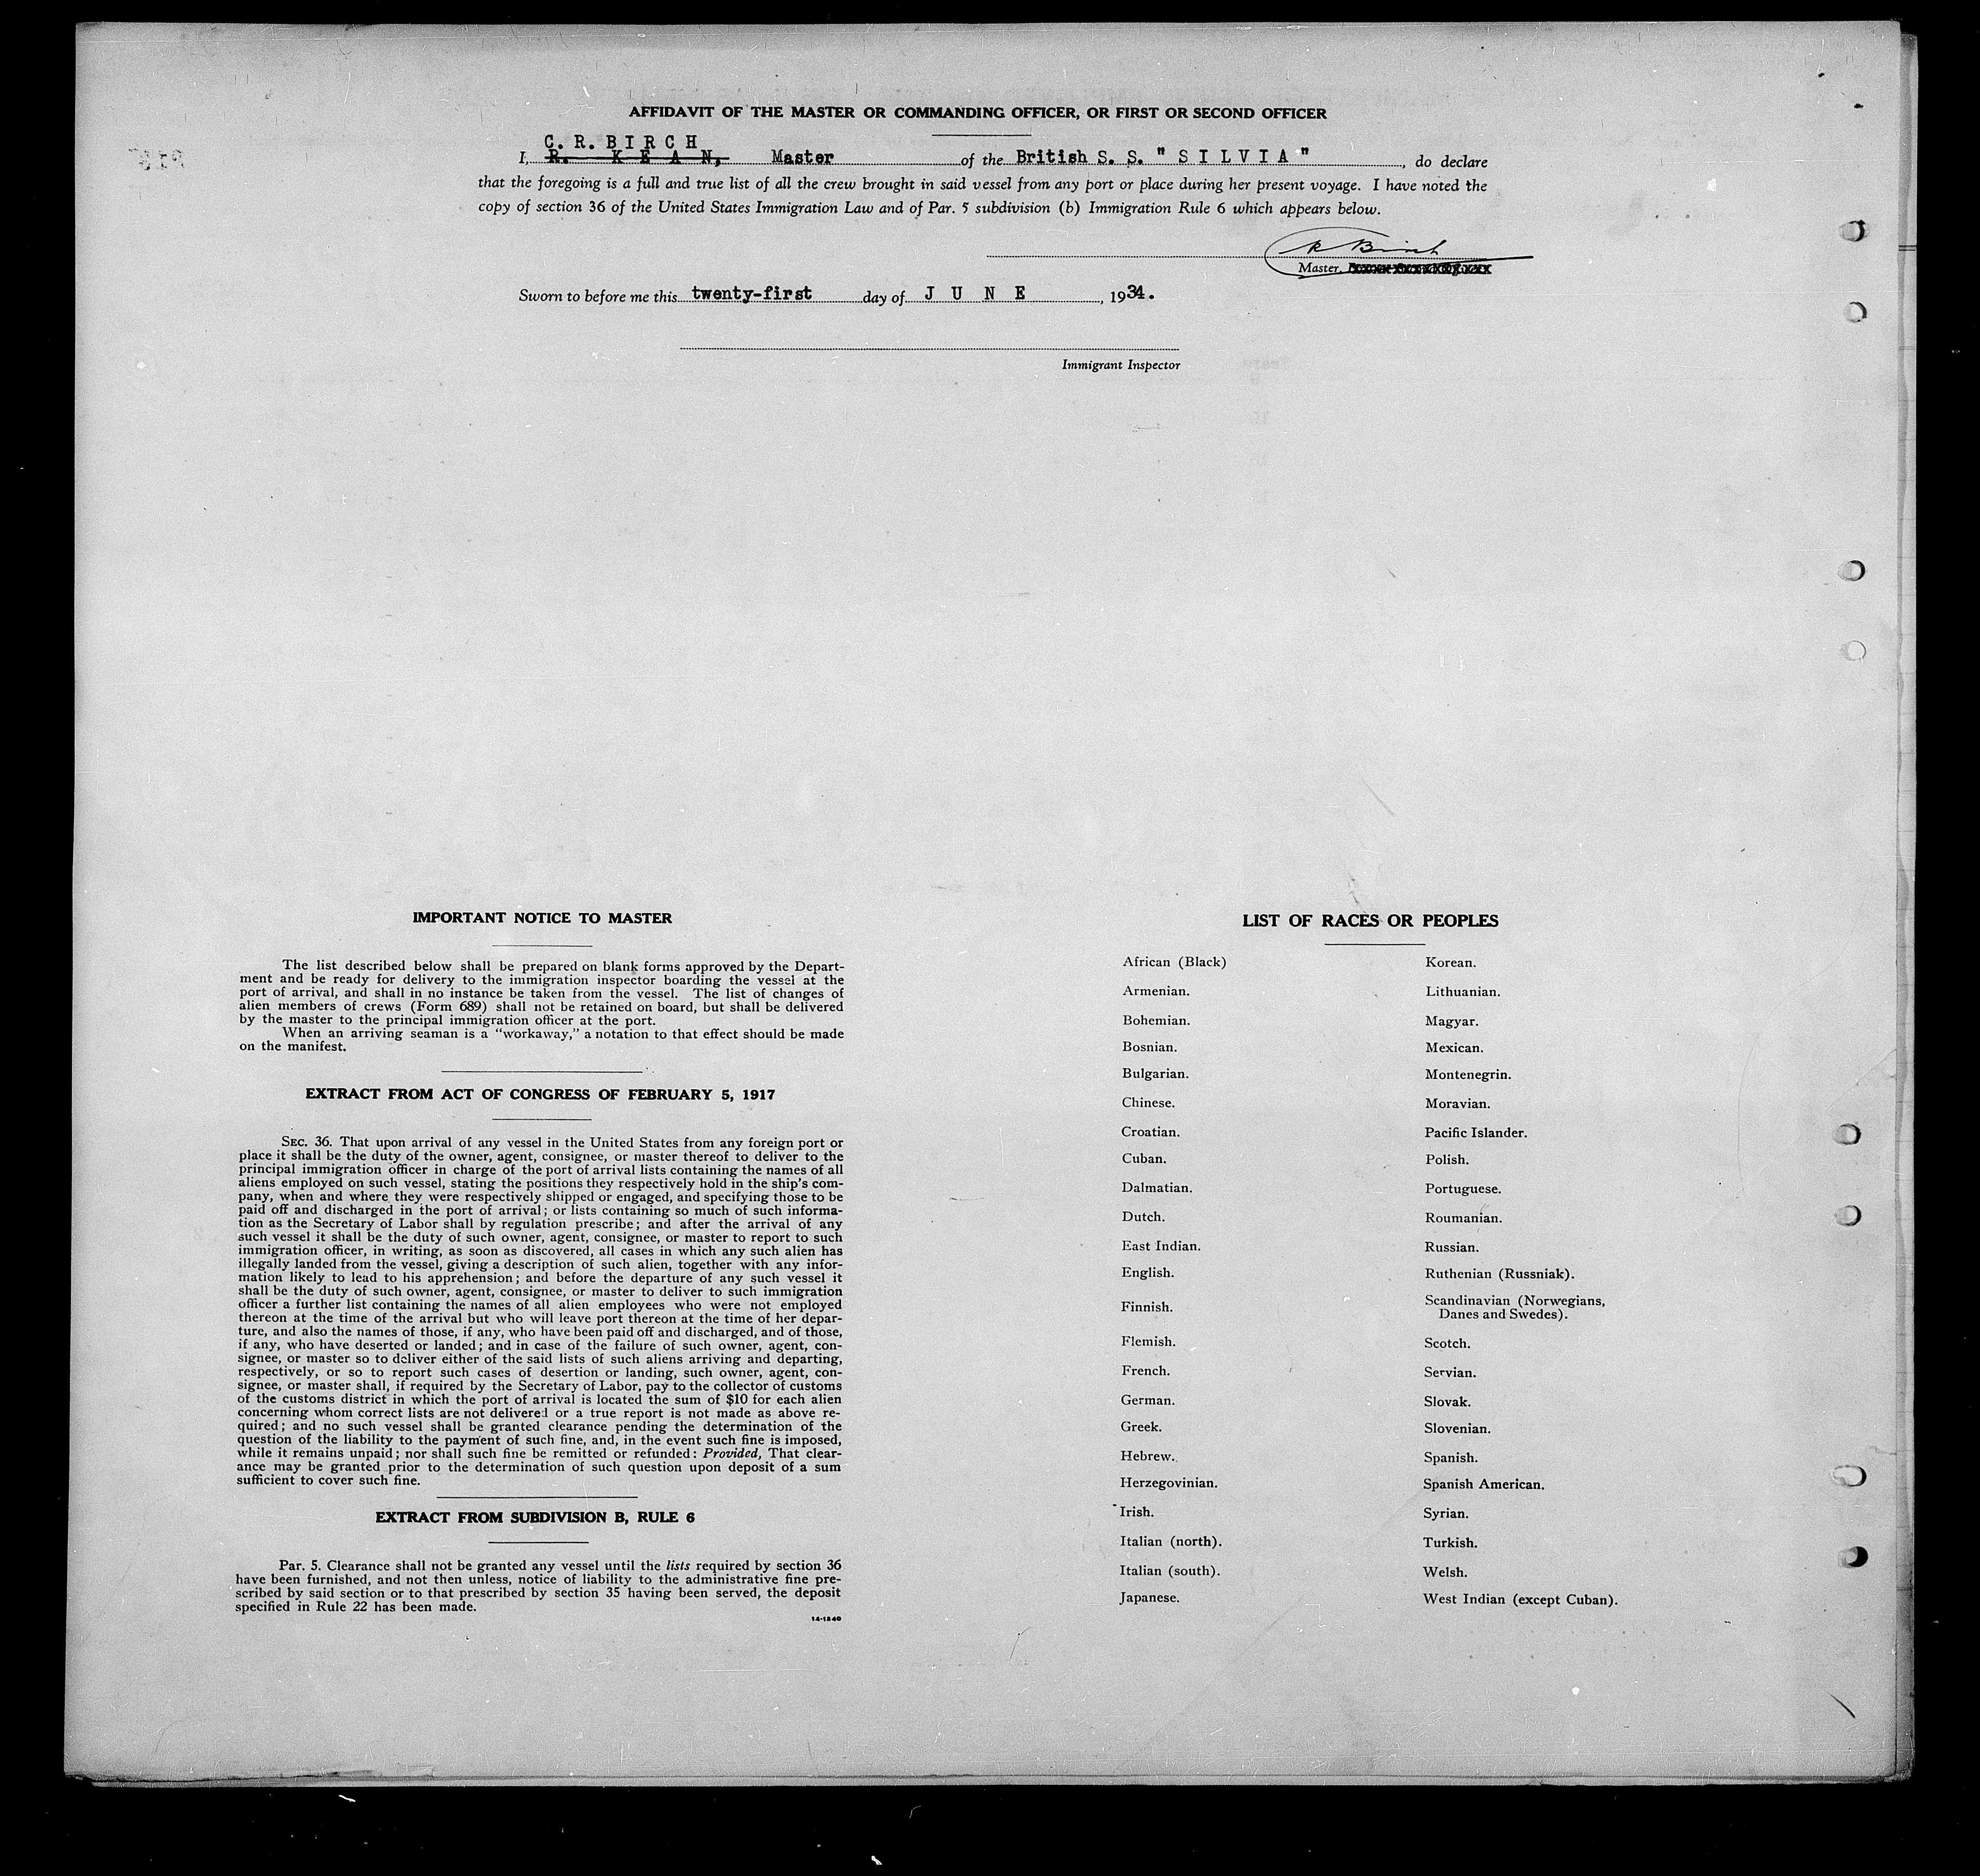 AFFIDAVIT OF THE MASTER OR COMMANDING OFFICER, OR FIRST OR SECOND OFFICER
C. R. BIRCH
I, R. KEAN, Master of the British S. S. " S I L V I A ", do declare
that the foregoing is a full and true list of all the crew brought in said vessel from any port or place during her present voyage. I have noted the
copy of section 36 of the United States Immigration Law and of Par. 5 subdivision (b) Immigration Rule 6 which appears below.
R Birch
Master,
Sworn to before me this twenty-first day of J U N E, 1934.
Immigrant Inspector
IMPORTANT NOTICE TO MASTER
The list described below shall be prepared on blank forms approved by the Depart-
ment and be ready for delivery to the immigration inspector boarding the vessel at the
port of arrival, and shall in no instance be taken from the vessel. The list of changes of
alien members of crews (Form 689) shall not be retained on board, but shall be delivered
by the master to the principal immigration officer at the port.
When an arriving seaman is a "workaway," a notation to that effect should be made
on the manifest.
EXTRACT FROM ACT OF CONGRESS OF FEBRUARY 5, 1917
SEC. 36. That upon arrival of any vessel in the United States from any foreign port or
place it shall be the duty of the owner, agent, consignee, or master thereof to deliver to the
principal immigration officer in charge of the port of arrival lists containing the names of all
aliens employed on such vessel, stating the positions they respectively hold in the ship's com-
pany, when and where they were respectively shipped or engaged, and specifying those to be
paid off and discharged in the port of arrival; or lists containing so much of such informa-
tion as the Secretary of Labor shall by regulation prescribe; and after the arrival of any
such vessel it shall be the duty of such owner, agent, consignee, or master to report to such
immigration officer, in writing, as soon as discovered, all cases in which any such alien has
illegally landed from the vessel, giving a description of such alien, together with any infor-
mation likely to lead to his apprehension; and before the departure of any such vessel it
shall be the duty of such owner, agent, consignee, or master to deliver to such immigration
officer a further list containing the names of all alien employees who were not employed
thereon at the time of the arrival but who will leave port thereon at the time of her depar-
ture, and also the names of those, if any, who have been paid off and discharged, and of those,
if any, who have deserted or landed; and in case of the failure of such owner, agent, con-
signee, or master so to deliver either of the said lists of such aliens arriving and departing,
respectively, or so to report such cases of desertion or landing, such owner, agent, con-
signee, or master shall, if required by the Secretary of Labor, pay to the collector of customs
of the customs district in which the port of arrival is located the sum of $10 for each alien
concerning whom correct lists are not delivered or a true report is not made as above re-
quired; and no such vessel shall be granted clearance pending the determination of the
question of the liability to the payment of such fine, and, in the event such fine is imposed,
while it remains unpaid; nor shall such fine be remitted or refunded: Provided, That clear-
ance may be granted prior to the determination of such question upon deposit of a sum
sufficient to cover such fine.
EXTRACT FROM SUBDIVISION B, RULE 6
Par. 5. Clearance shall not be granted any vessel until the lists required by section 36
have been furnished, and not then unless, notice of liability to the administrative fine pre-
scribed by said section or to that prescribed by section 35 having been served, the deposit
specified in Rule 22 has been made.
14-1240
LIST OF RACES OR PEOPLES
African (Black)
Armenian.
Bohemian.
Bosnian.
Bulgarian.
Chinese.
Croatian.
Cuban.
Dalmatian.
Dutch.
East Indian.
English.
Finnish.
Flemish.
French.
German.
Greek.
Hebrew.
Herzegovinian.
Irish.
Italian (north).
Italian (south).
Japanese.
Korean.
Lithuanian.
Magyar.
Mexican.
Montenegrin.
Moravian.
Pacific Islander.
Polish.
Portuguese.
Roumanian.
Russian.
Ruthenian (Russniak).
Scandinavian (Norwegians,
Danes and Swedes).
Scotch.
Servian.
Slovak.
Slovenian.
Spanish.
Spanish American.
Syrian.
Turkish.
Welsh.
West Indian (except Cuban).